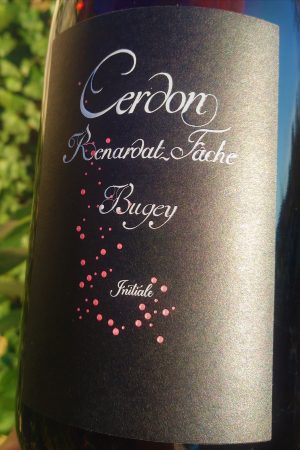 Cerdon
Renardat-Fâche
Bugey
Initiale